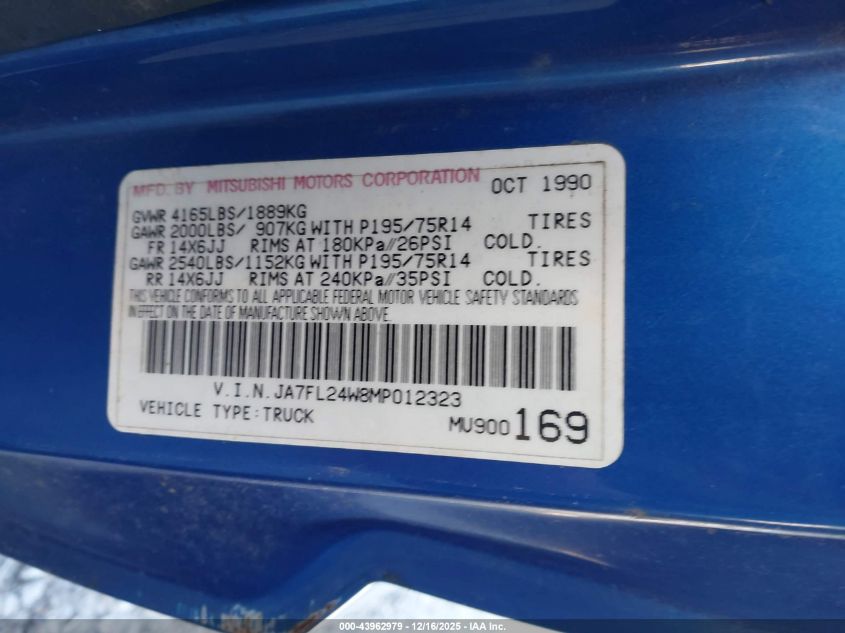 MFD. BY MITSUBISHI MOTORS CORPORATION OCT 1990
GVWR 4165LBS/1889KG
GAWR 2000LBS/ 907KG WITH P195/75R14 TIRES
FR 14X6JJ RIMS AT 180KPa//26PSI COLD.
GAWR 2540LBS/1152KG WITH P195/75R14 TIRES
RR 14X6JJ RIMS AT 240KPa//35PSI COLD.
THIS VEHICLE CONFORMS TO ALL APPLICABLE FEDERAL MOTOR VEHICLE SAFETY STANDARDS
IN EFFECT ON THE DATE OF MANUFACTURE SHOWN ABOVE.
V.I.N.JA7FL24W8MP012323
VEHICLE TYPE:TRUCK MU900169
000-43962979 - 12/16/2025 - IAA, Inc.